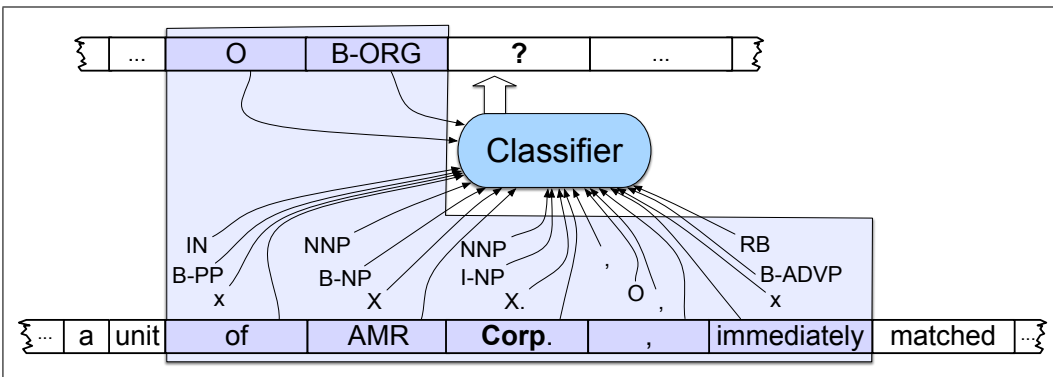 ... O B-ORG ? ...
Classifier
IN NNP NNP , RB
B-PP B-NP I-NP O B-ADVP
x X X. , x
... a unit of AMR Corp. , immediately matched ...